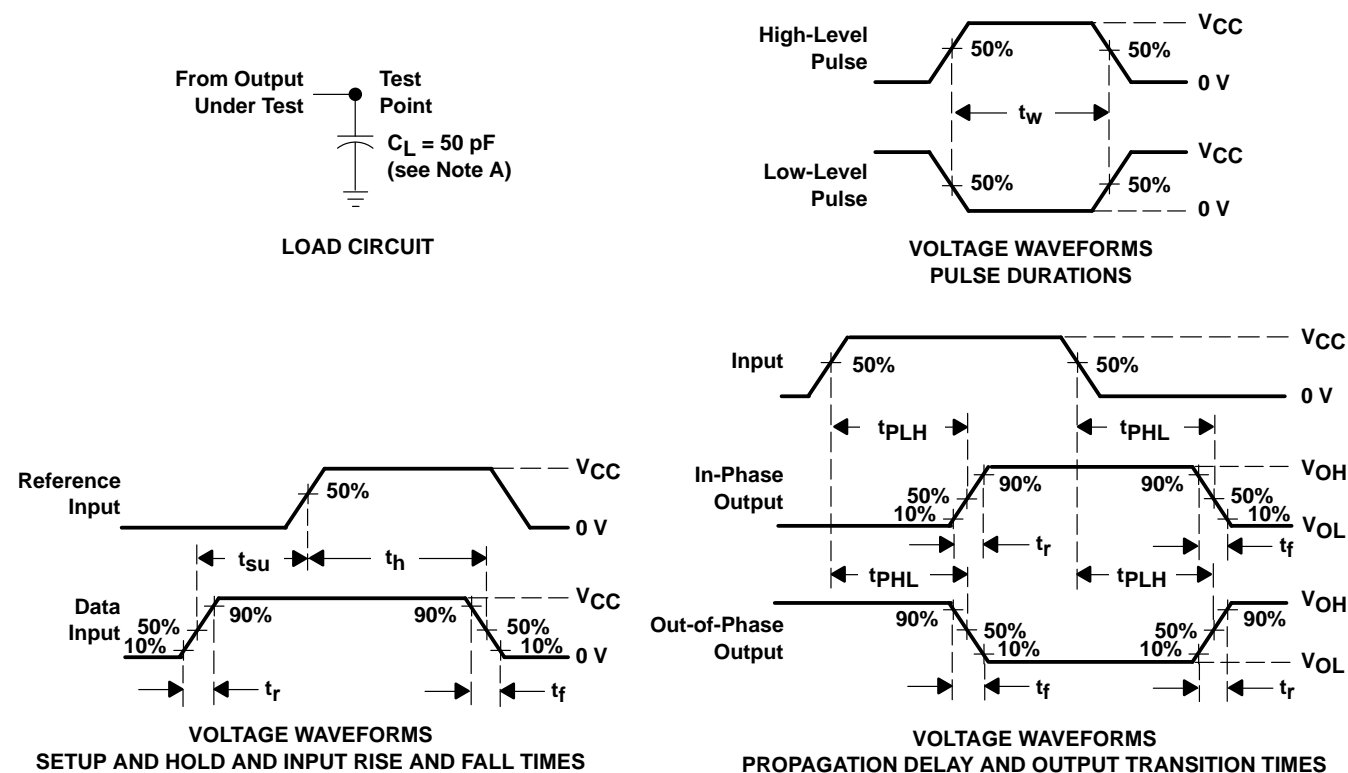 From Output
Under Test
Test
Point
CL = 50 pF
(see Note A)
LOAD CIRCUIT
High-Level
Pulse
50%
50%
VCC
0 V
tw
Low-Level
Pulse
50%
50%
VCC
0 V
VOLTAGE WAVEFORMS
PULSE DURATIONS
Reference
Input
50%
VCC
0 V
tsu
th
Data
Input
50%
10%
90%
90%
50%
10%
VCC
0 V
tr
tf
VOLTAGE WAVEFORMS
SETUP AND HOLD AND INPUT RISE AND FALL TIMES
Input
50%
50%
VCC
0 V
tPLH
tPHL
In-Phase
Output
50%
10%
90%
90%
50%
10%
VOH
VOL
tr
tf
tPHL
tPLH
Out-of-Phase
Output
90%
50%
10%
50%
10%
90%
VOH
VOL
tf
tr
VOLTAGE WAVEFORMS
PROPAGATION DELAY AND OUTPUT TRANSITION TIMES